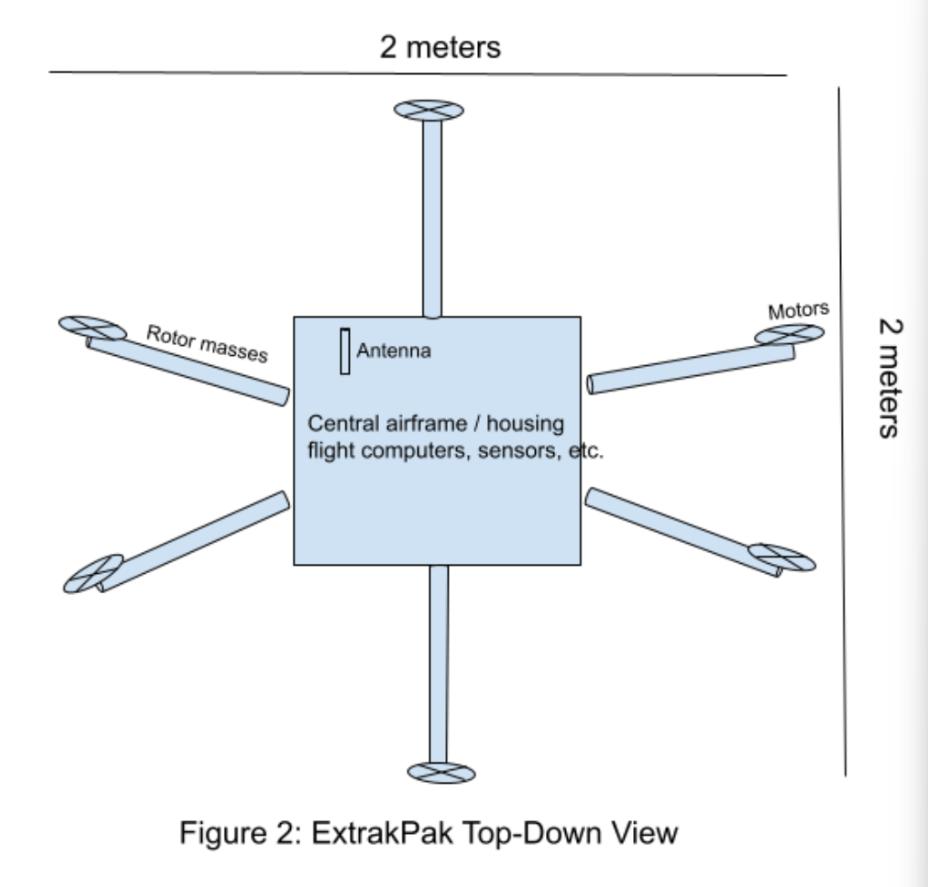 2 meters
Motors
2 meters
Rotor masses
Antenna
Central airframe / housing
flight computers, sensors, etc.
Figure 2: ExtrakPak Top-Down View